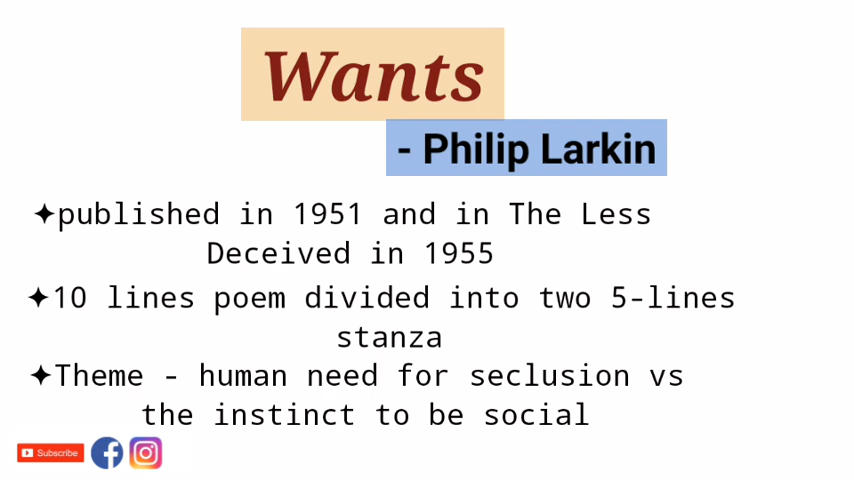 Wants
- Philip Larkin
✦published in 1951 and in The Less
Deceived in 1955
✦10 lines poem divided into two 5-lines
stanza
✦Theme - human need for seclusion vs
the instinct to be social
Subscribe